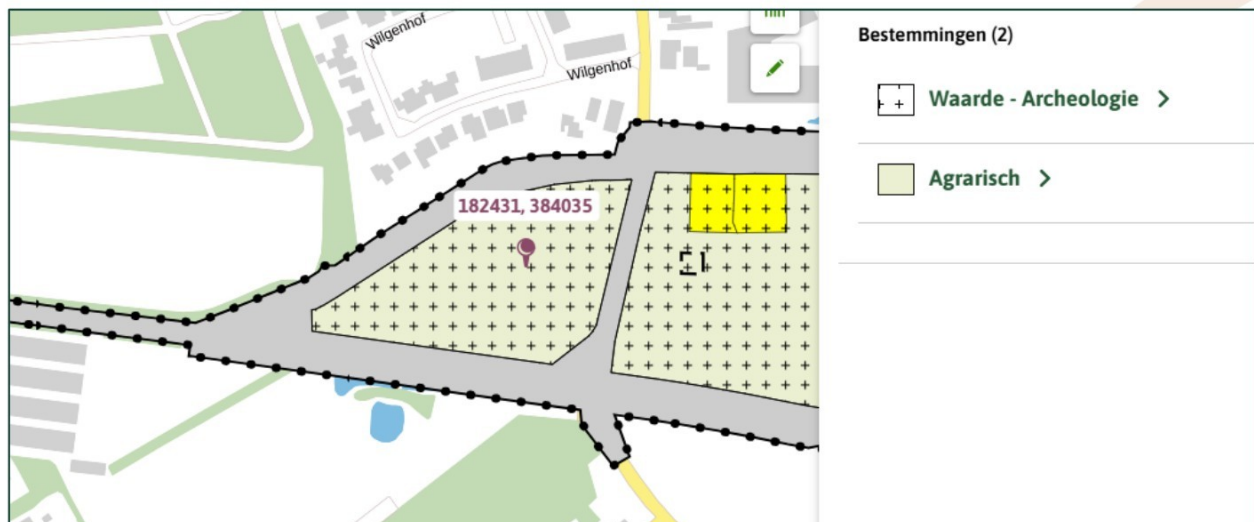 Wilgenhof
Wilgenhof
182431, 384035
Bestemmingen (2)
Waarde - Archeologie
Agrarisch